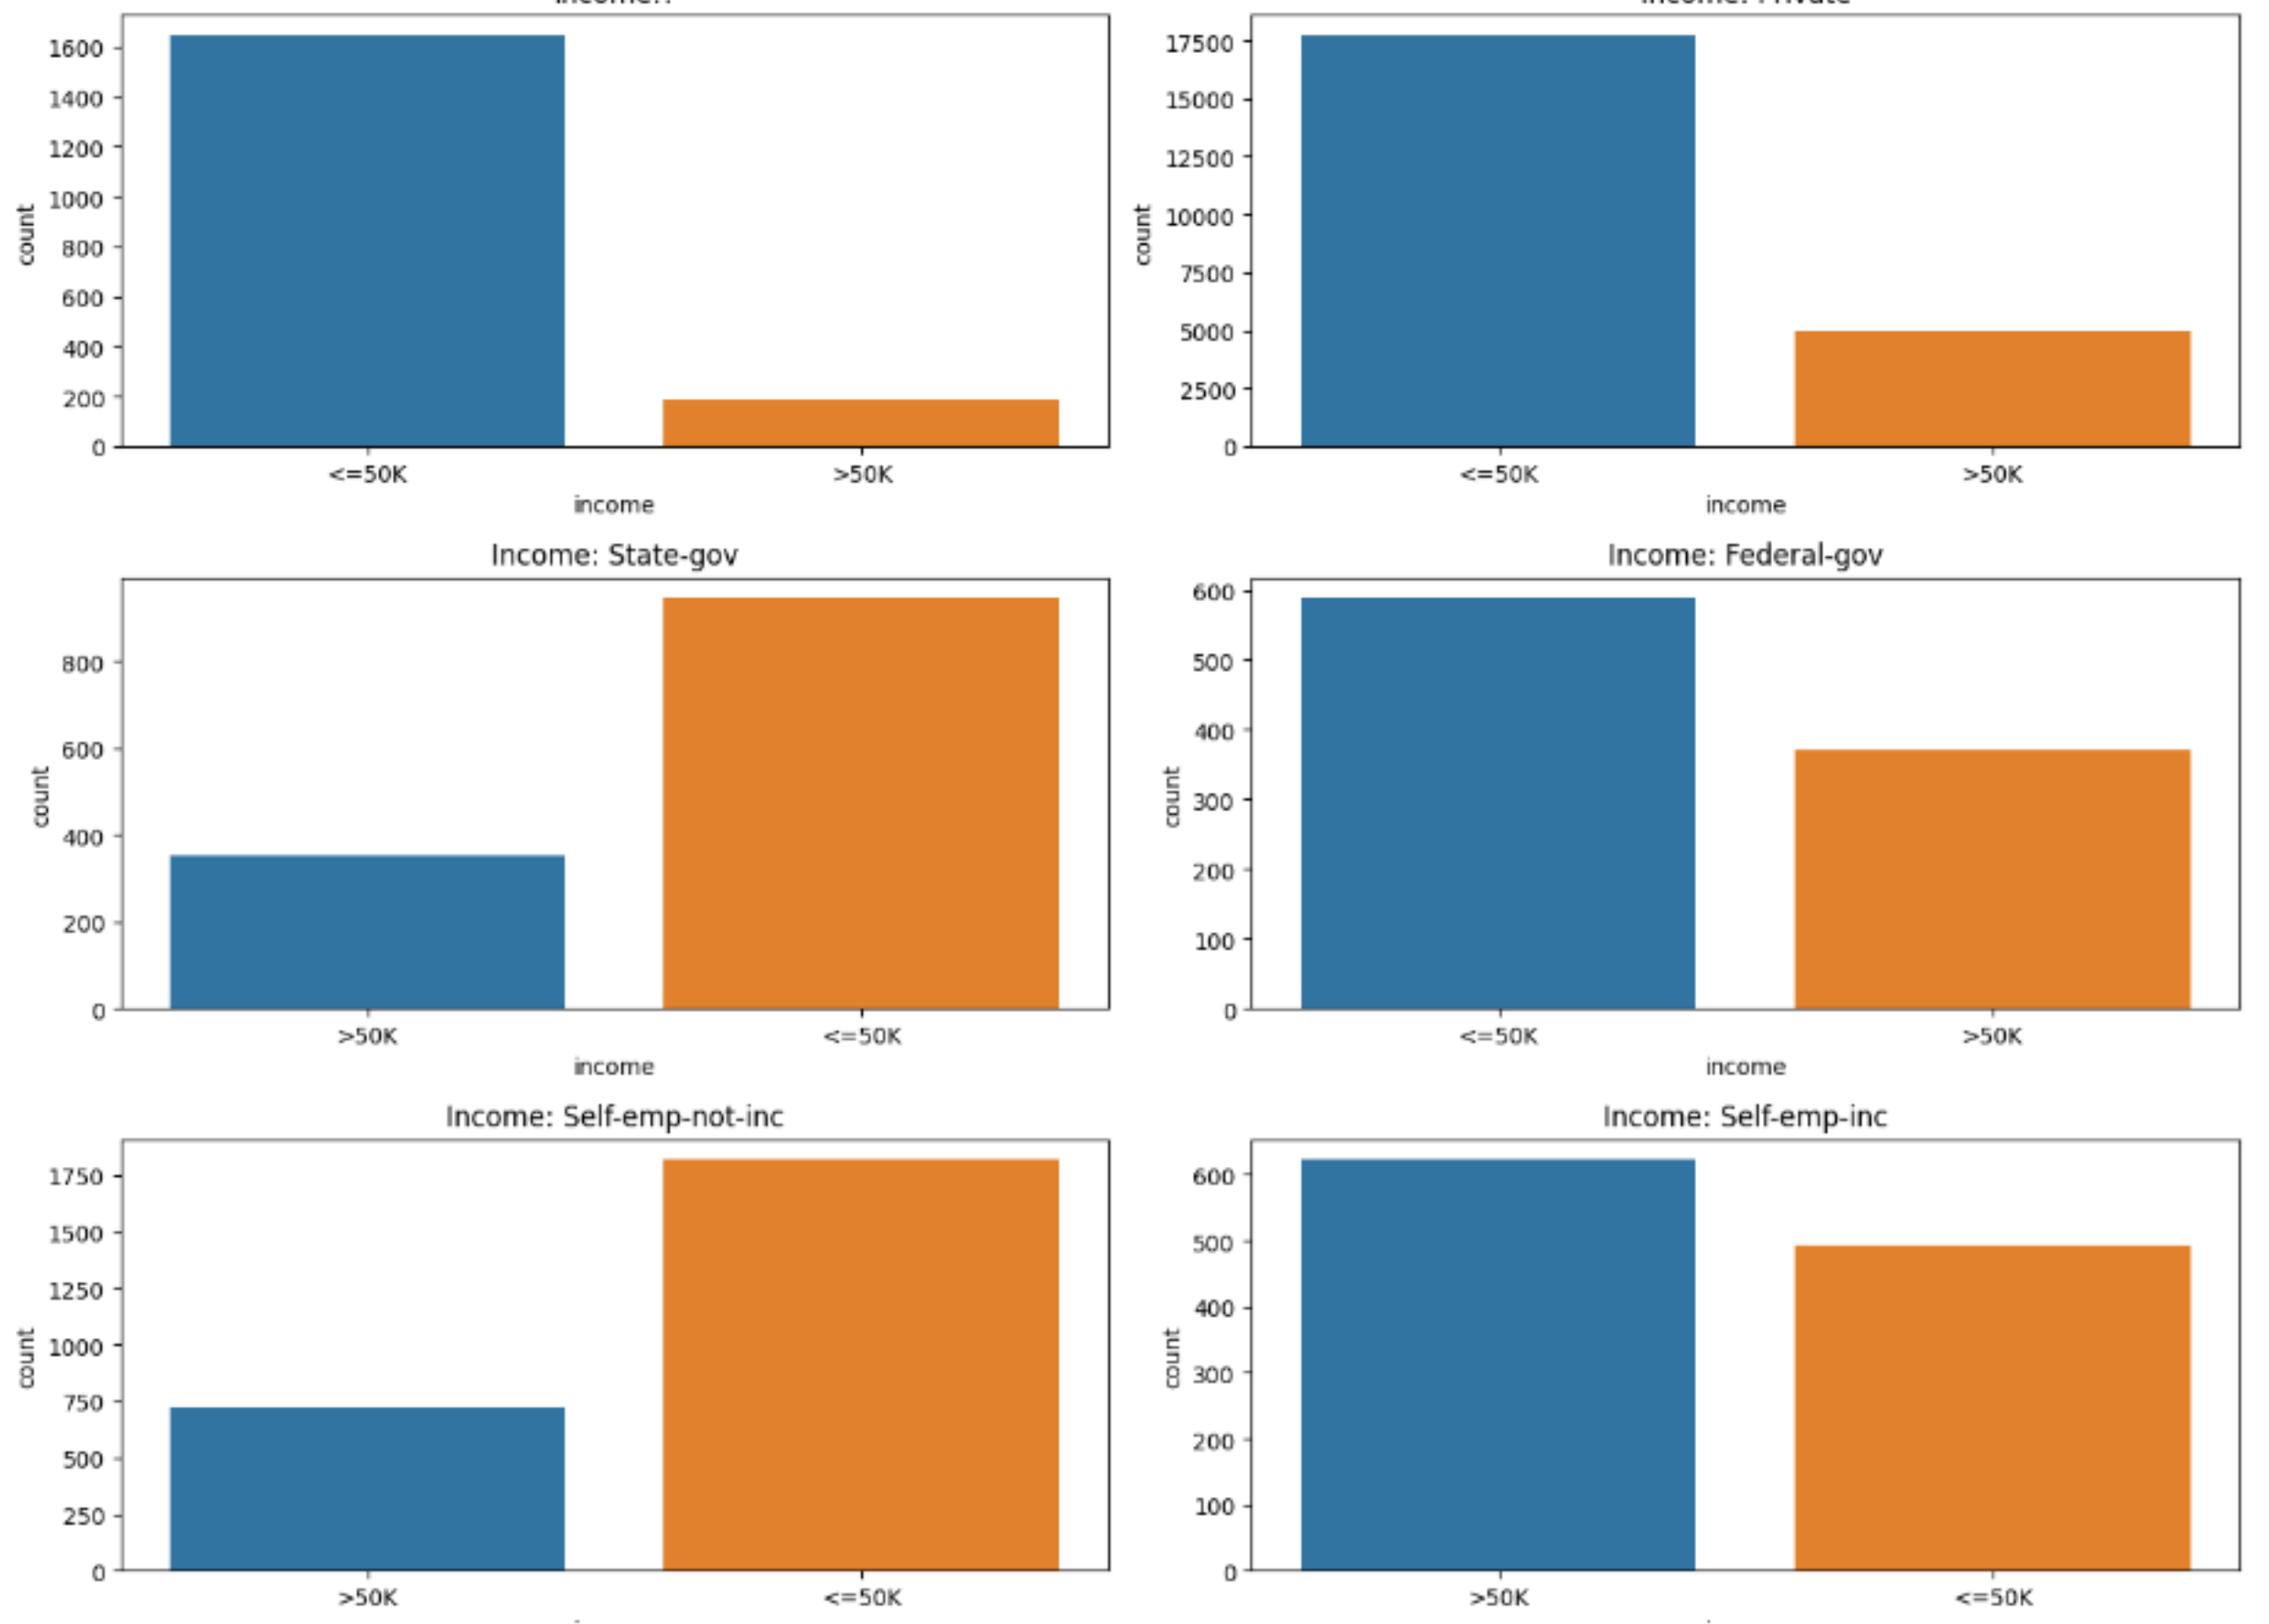 Income: Private
1600
1400
1200
1000
800
600
400
200
0
count
<=50K
>50K
income
17500
15000
12500
10000
7500
5000
2500
0
count
<=50K
>50K
income
Income: State-gov
800
600
400
200
0
count
>50K
<=50K
income
Income: Federal-gov
600
500
400
300
200
100
0
count
<=50K
>50K
income
Income: Self-emp-not-inc
1750
1500
1250
1000
750
500
250
0
count
>50K
<=50K
Income: Self-emp-inc
600
500
400
300
200
100
0
count
>50K
<=50K